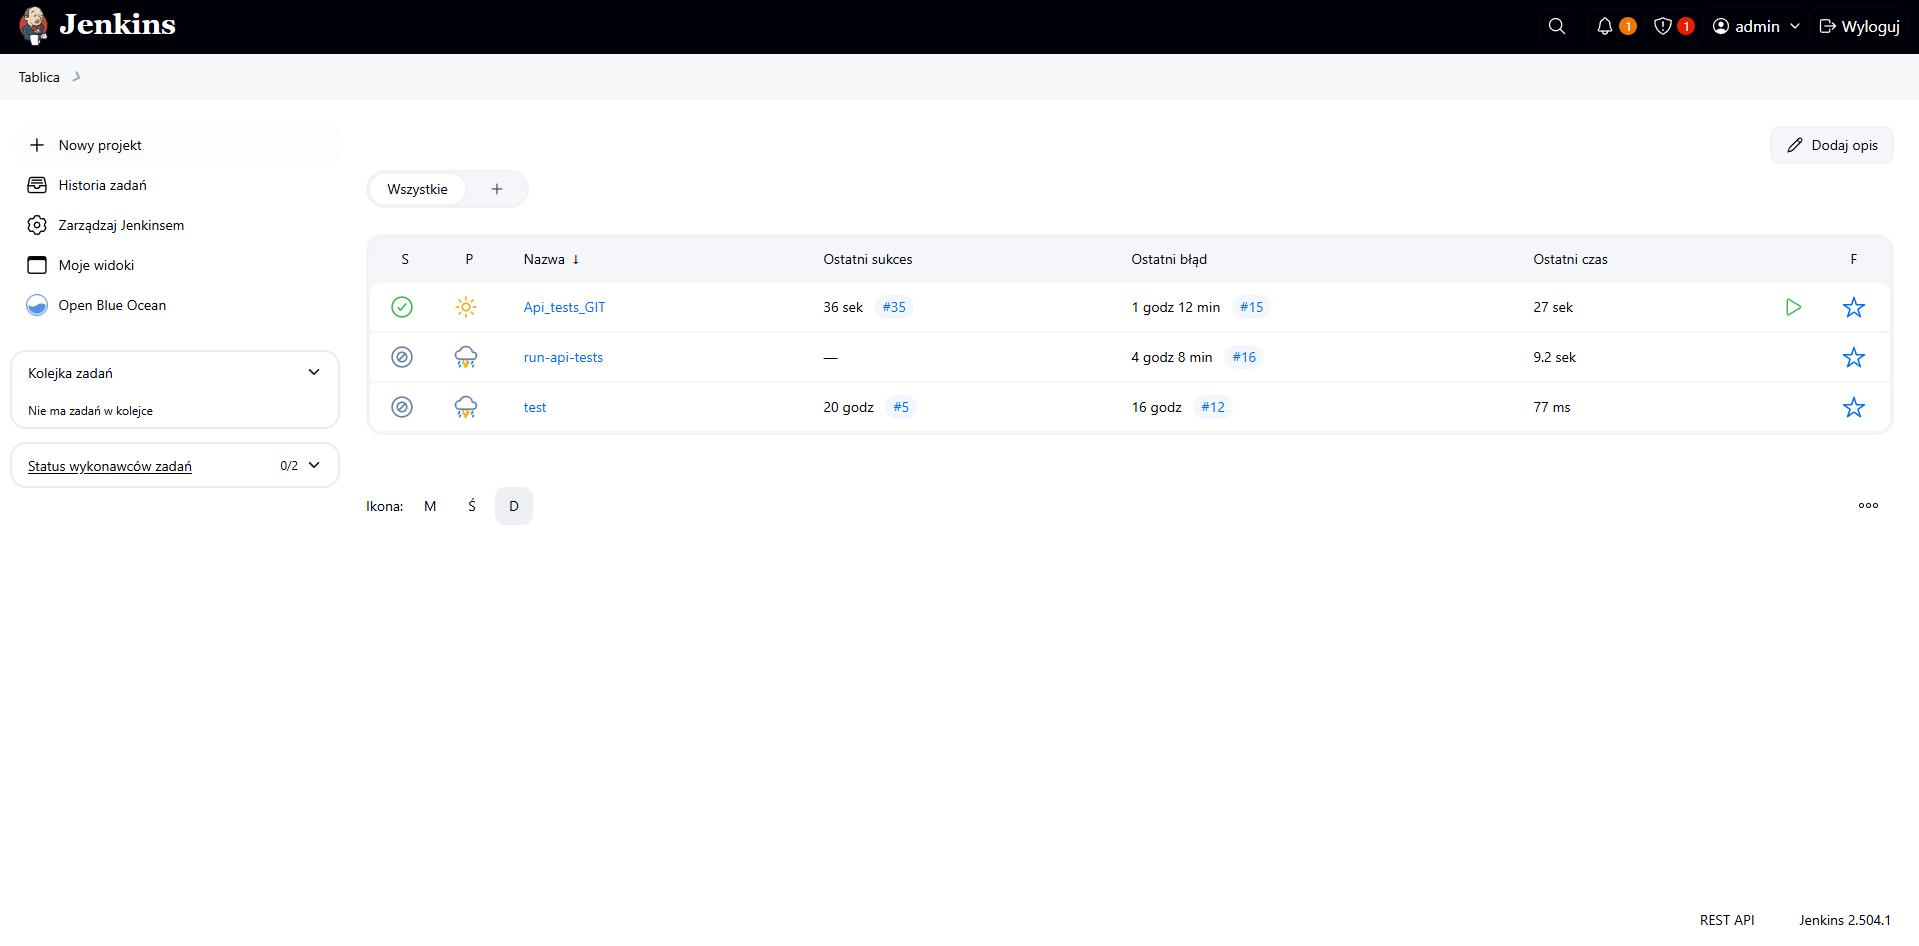 Jenkins
1
1
admin
Wyloguj
Tablica
Nowy projekt
Historia zadań
Zarządzaj Jenkinsem
Moje widoki
Open Blue Ocean
Kolejka zadań
Nie ma zadań w kolejce
Status wykonawców zadań 0/2
Dodaj opis
Wszystkie +
S P Nazwa ↓ Ostatni sukces Ostatni błąd Ostatni czas F
Api_tests_GIT 36 sek #35 1 godz 12 min #15 27 sek
run-api-tests — 4 godz 8 min #16 9.2 sek
test 20 godz #5 16 godz #12 77 ms
Ikona: M Ś D
REST API Jenkins 2.504.1